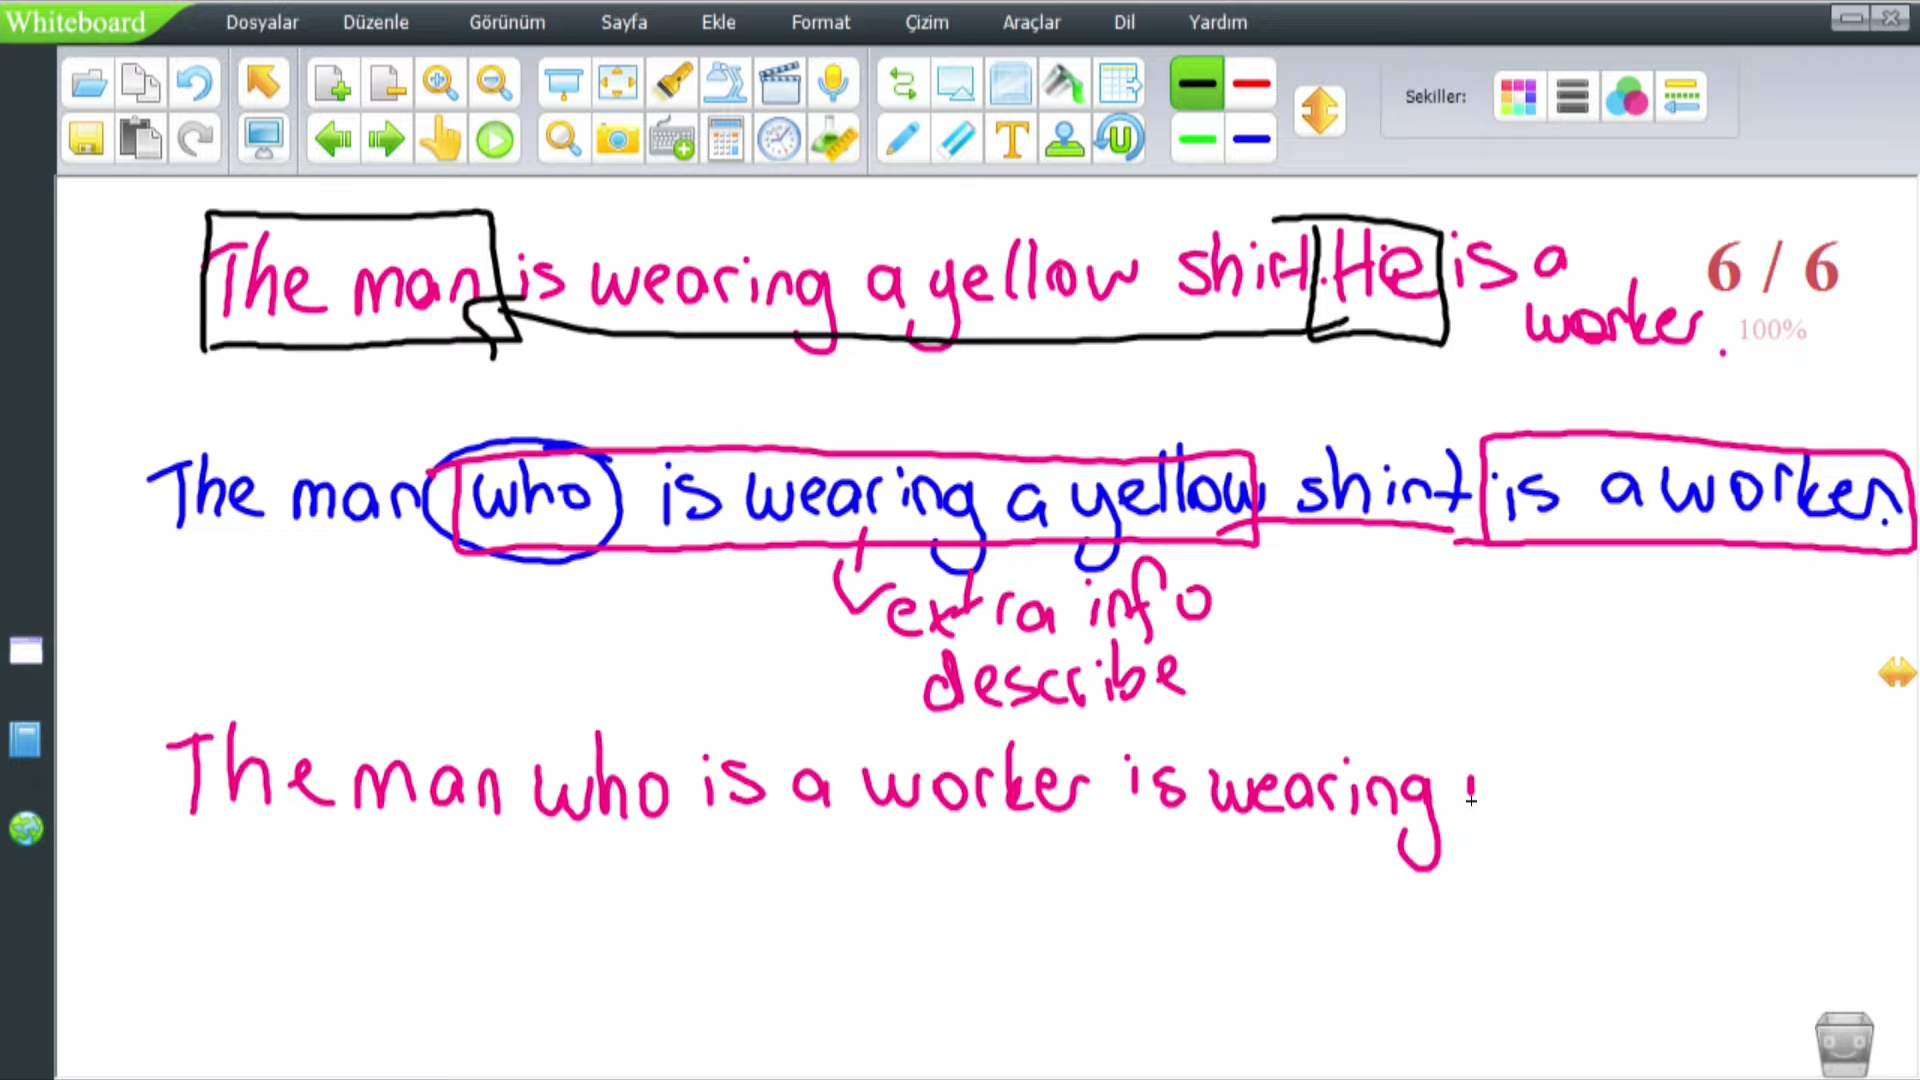 Whiteboard Dosyalar Düzenle Görünüm Sayfa Ekle Format Çizim Araçlar Dil Yardım
Sekiller:
The man is wearing a yellow shirt. He is a
worker.
6 / 6
100%
The man who is wearing a yellow shirt is a worker.
extra info
describe
The man who is a worker is wearing